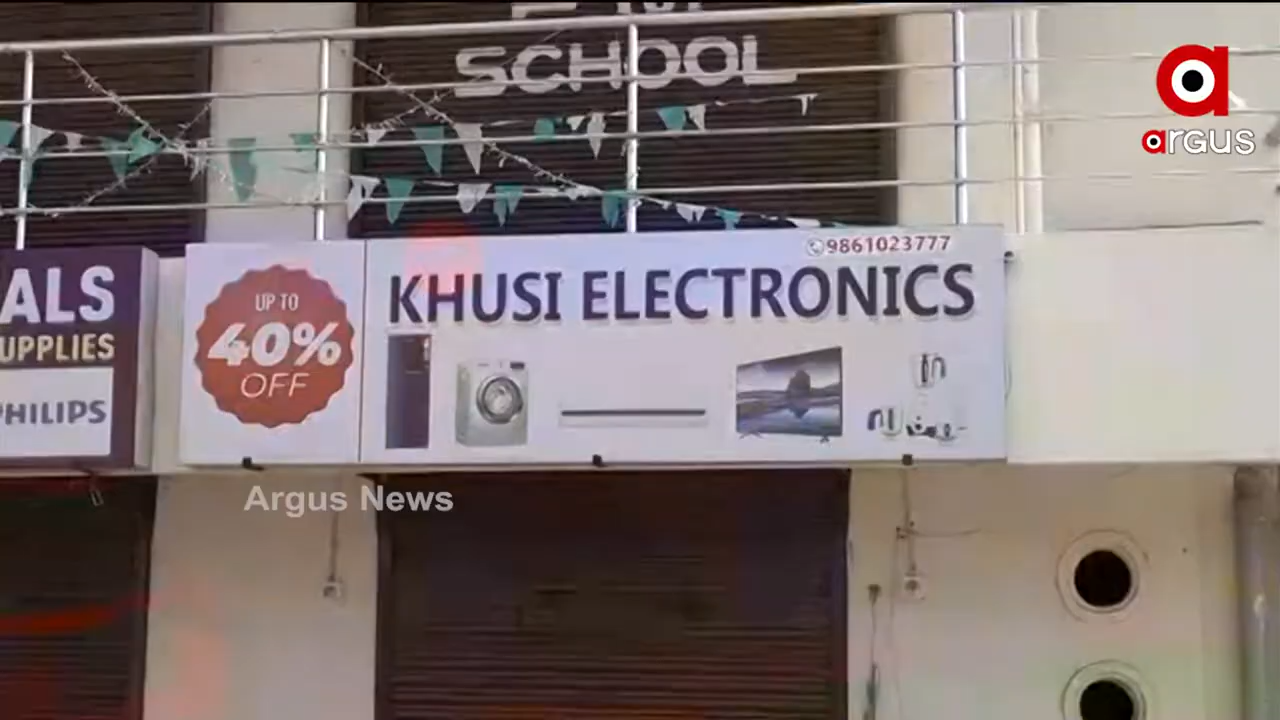 SCHOOL
argus
9861023777
KHUSI ELECTRONICS
UP TO
40%
OFF
ALS
UPPLIES
PHILIPS
Argus News